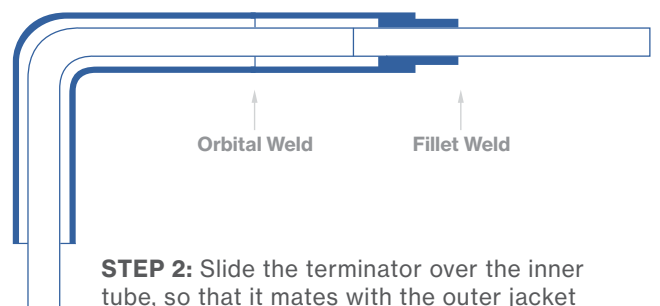 Orbital Weld
Fillet Weld
STEP 2: Slide the terminator over the inner
tube, so that it mates with the outer jacket